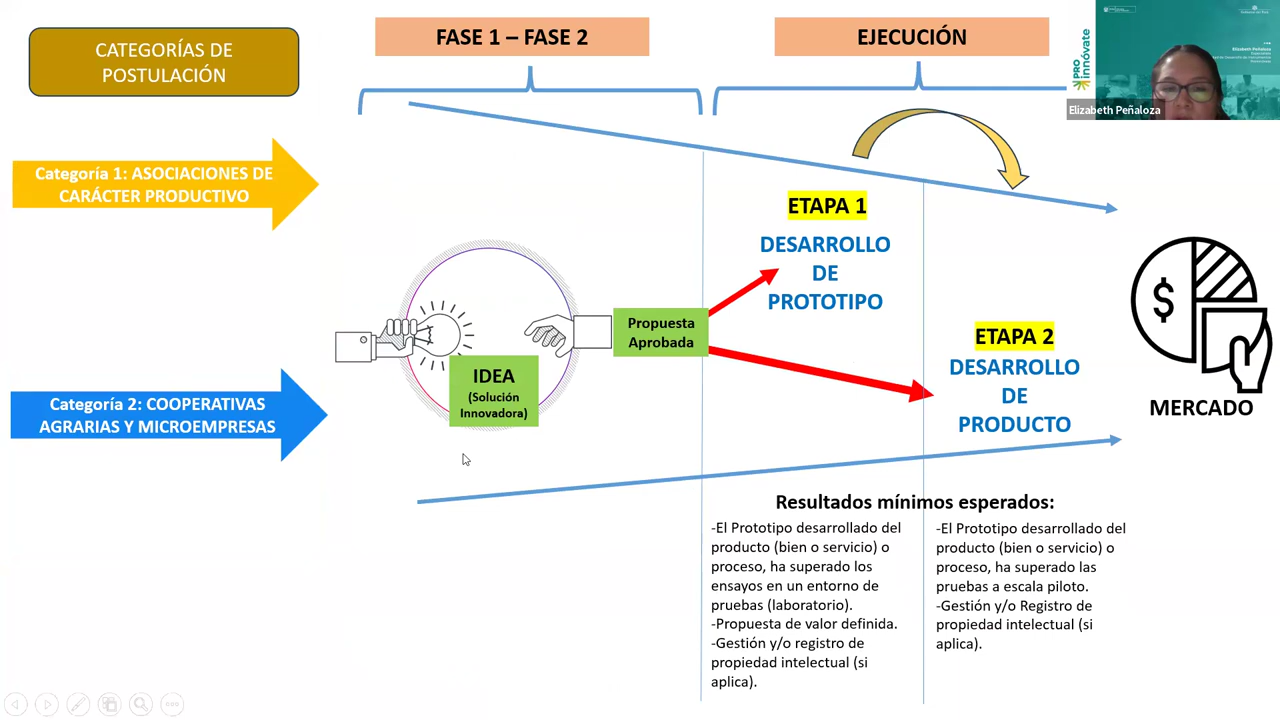 CATEGORÍAS DE
POSTULACIÓN
FASE 1 – FASE 2
EJECUCIÓN
PRO
innóvate
Elizabeth Peñaloza
Elizabeth Peñaloza
Categoría 1: ASOCIACIONES DE
CARÁCTER PRODUCTIVO
Categoría 2: COOPERATIVAS
AGRARIAS Y MICROEMPRESAS
IDEA
(Solución
Innovadora)
Propuesta
Aprobada
ETAPA 1
DESARROLLO
DE
PROTOTIPO
ETAPA 2
DESARROLLO
DE
PRODUCTO
$
MERCADO
Resultados mínimos esperados:
-El Prototipo desarrollado del
producto (bien o servicio) o
proceso, ha superado los
ensayos en un entorno de
pruebas (laboratorio).
-Propuesta de valor definida.
-Gestión y/o registro de
propiedad intelectual (si
aplica).
-El Prototipo desarrollado del
producto (bien o servicio) o
proceso, ha superado las
pruebas a escala piloto.
-Gestión y/o Registro de
propiedad intelectual (si
aplica).